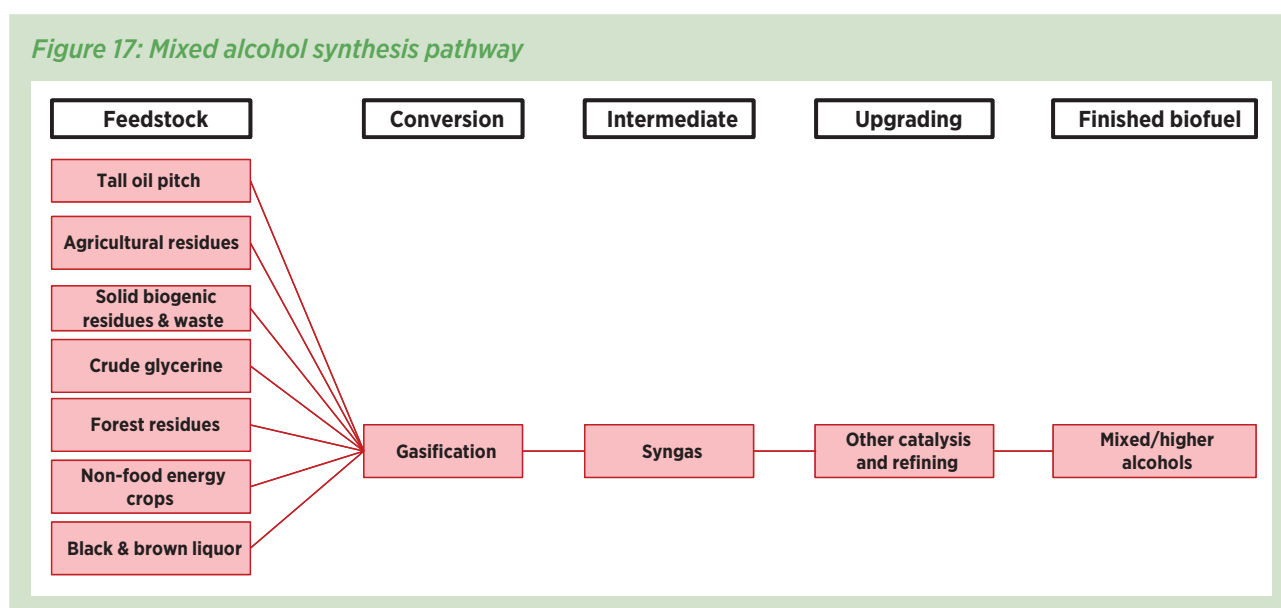 Figure 17: Mixed alcohol synthesis pathway
Feedstock
Conversion
Intermediate
Upgrading
Finished biofuel
Tall oil pitch
Agricultural residues
Solid biogenic
residues & waste
Crude glycerine
Forest residues
Non-food energy
crops
Black & brown liquor
Gasification
Syngas
Other catalysis
and refining
Mixed/higher
alcohols